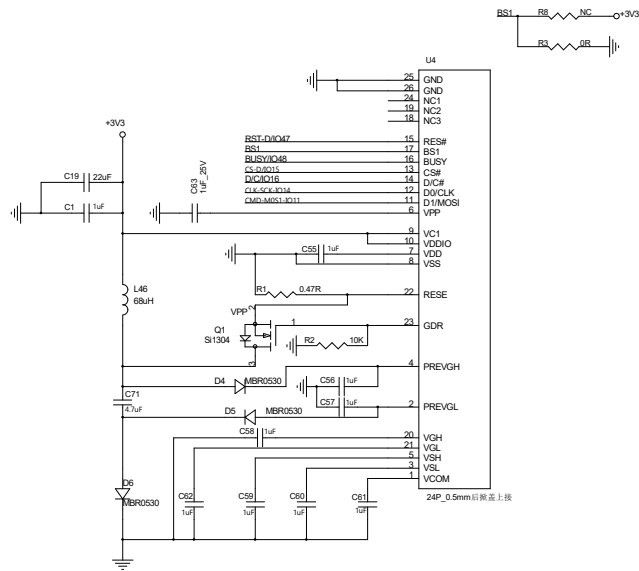 BS1 R8 NC +3V3
R3 0R
U4
25 GND
26 GND
24 NC1
19 NC2
18 NC3
+3V3
RST-D/IO47 15 RES#
BS1 17 BS1
BUSY/IO48 16 BUSY
CS-D/IO15 13 CS#
D/C/IO16 14 D/C#
CLK-SCK-IO14 12 D0/CLK
CMD-M0S1-IO11 11 D1/MOSI
C63 1uF_25V 6 VPP
C19 22uF
C1 1uF
9 VC1
10 VDDIO
C55 1uF 7 VDD
8 VSS
L46
68uH
R1 0.47R 22 RESE
VPP 2
Q1
Si1304
1 23 GDR
R2 10K
3
4 PREVGH
D4 MBR0530 C56 1uF
C71
4.7uF
C57 1uF 2 PREVGL
D5 MBR0530
C58 1uF 20 VGH
21 VGL
5 VSH
3 VSL
1 VCOM
D6
MBR0530
C62 1uF
C59 1uF
C60 1uF
C61 1uF
24P_0.5mm后掀盖上接